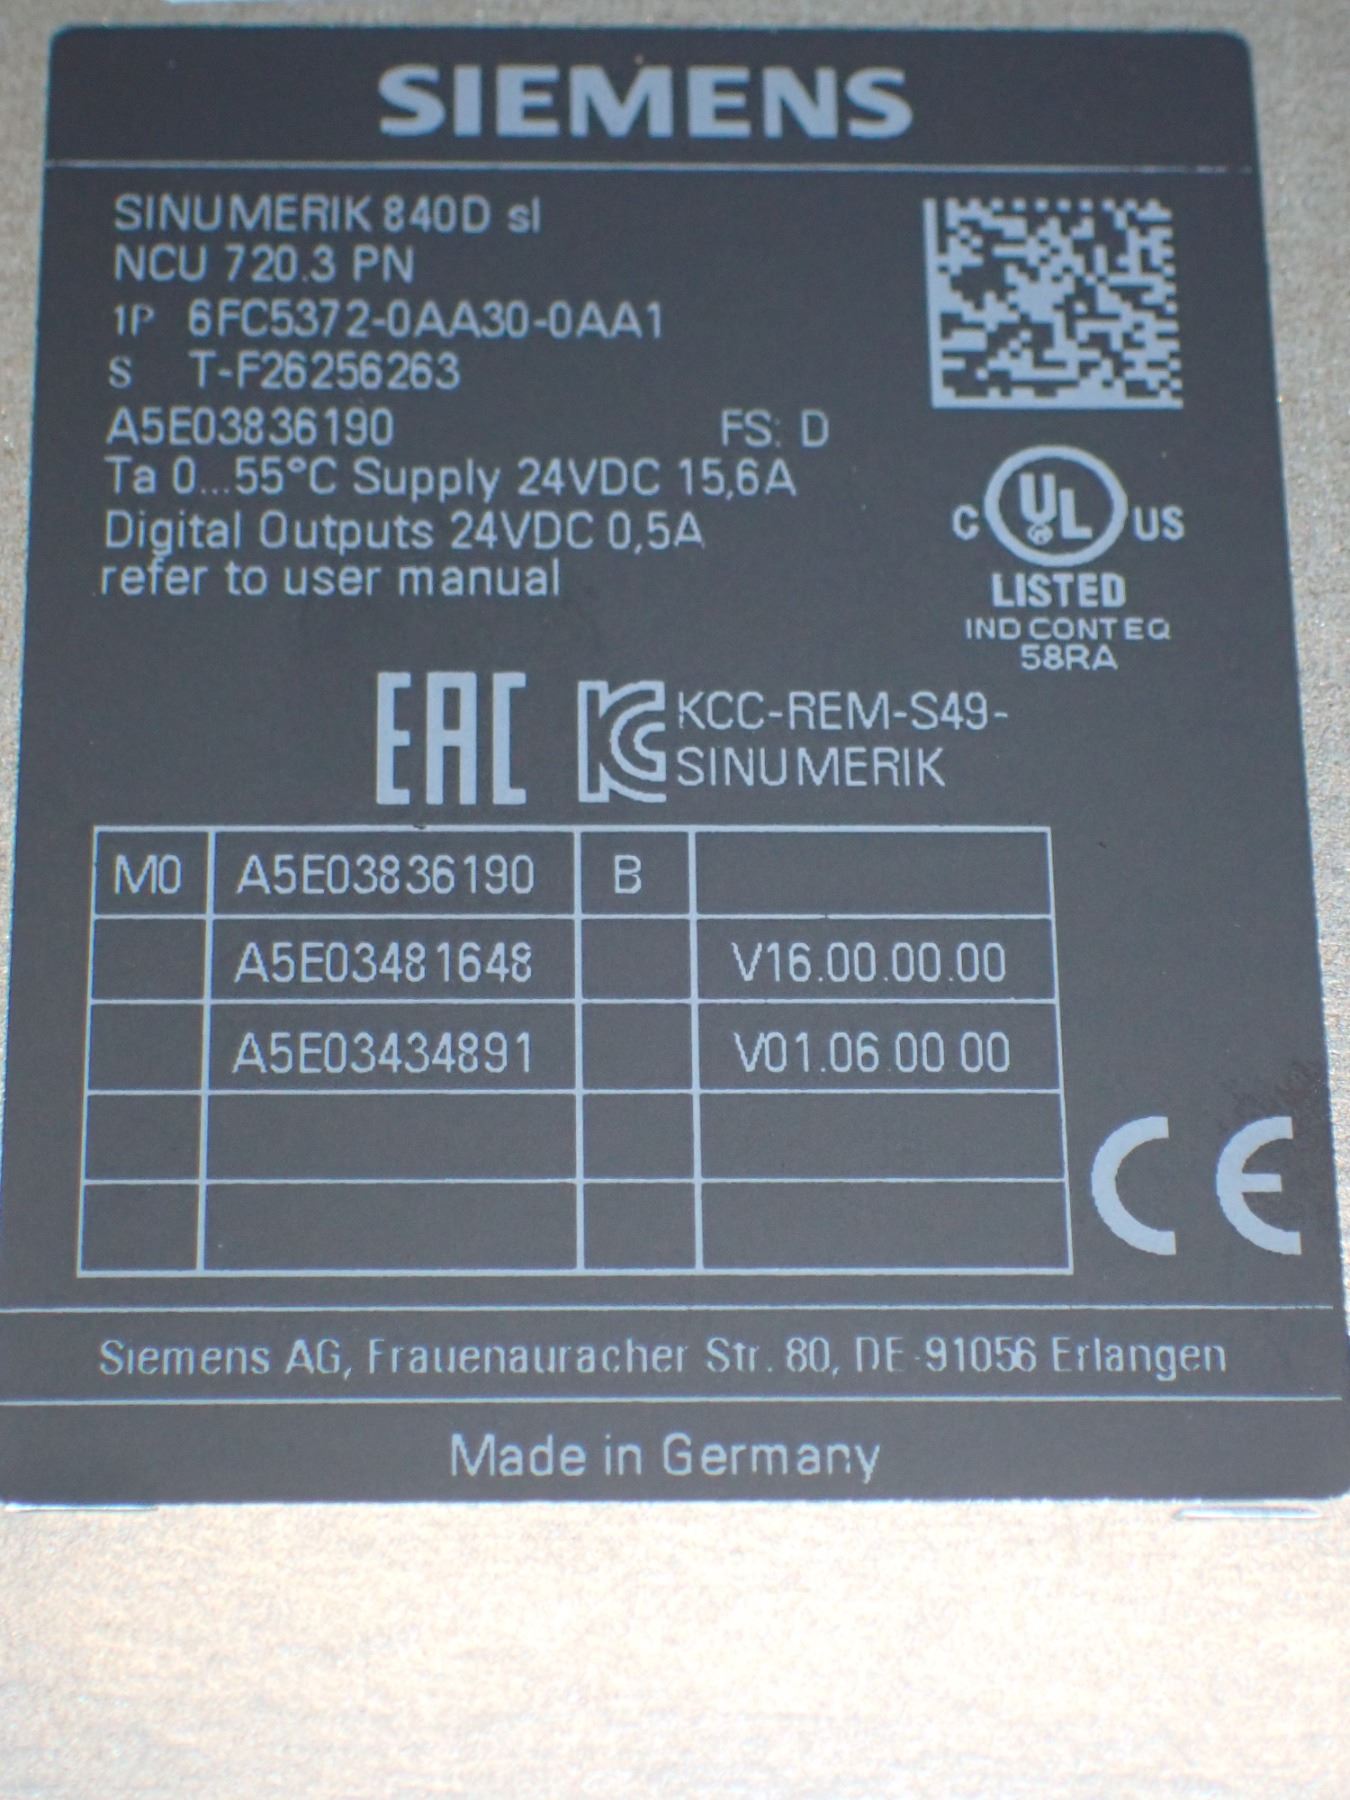 SIEMENS
SINUMERIK 840D sl
NCU 720.3 PN
1P 6FC5372-0AA30-0AA1
S T-F26256263
A5E03836190 FS: D
Ta 0...55°C Supply 24VDC 15,6A
Digital Outputs 24VDC 0,5A
refer to user manual
C UL US
LISTED
IND CONT EQ
58RA
EAC KC KCC-REM-S49-
SINUMERIK
M0 A5E03836190 B
A5E03481648 V16.00.00.00
A5E03434891 V01.06.00 00
CE
Siemens AG, Frauenauracher Str. 80, DE-91056 Erlangen
Made in Germany